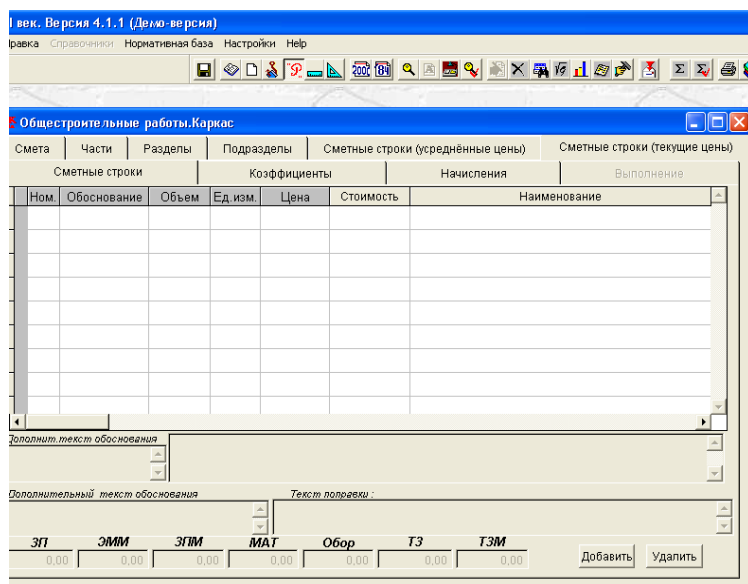 век. Версия 4.1.1 (Демо-версия)
Справочники Нормативная база Настройки Help
2001 84
Общестроительные работы.Каркас
Смета Части Разделы Подразделы Сметные строки (усреднённые цены) Сметные строки (текущие цены)
Сметные строки Коэффициенты Начисления Выполнение
Ном. Обоснование Объем Ед.изм. Цена Стоимость Наименование
Дополнит.текст обоснования
Дополнительный текст обоснования Текст поправки :
ЗП ЭММ ЗПМ МАТ Обор ТЗ ТЗМ
0,00 0,00 0,00 0,00 0,00 0,00 0,00 Добавить Удалить